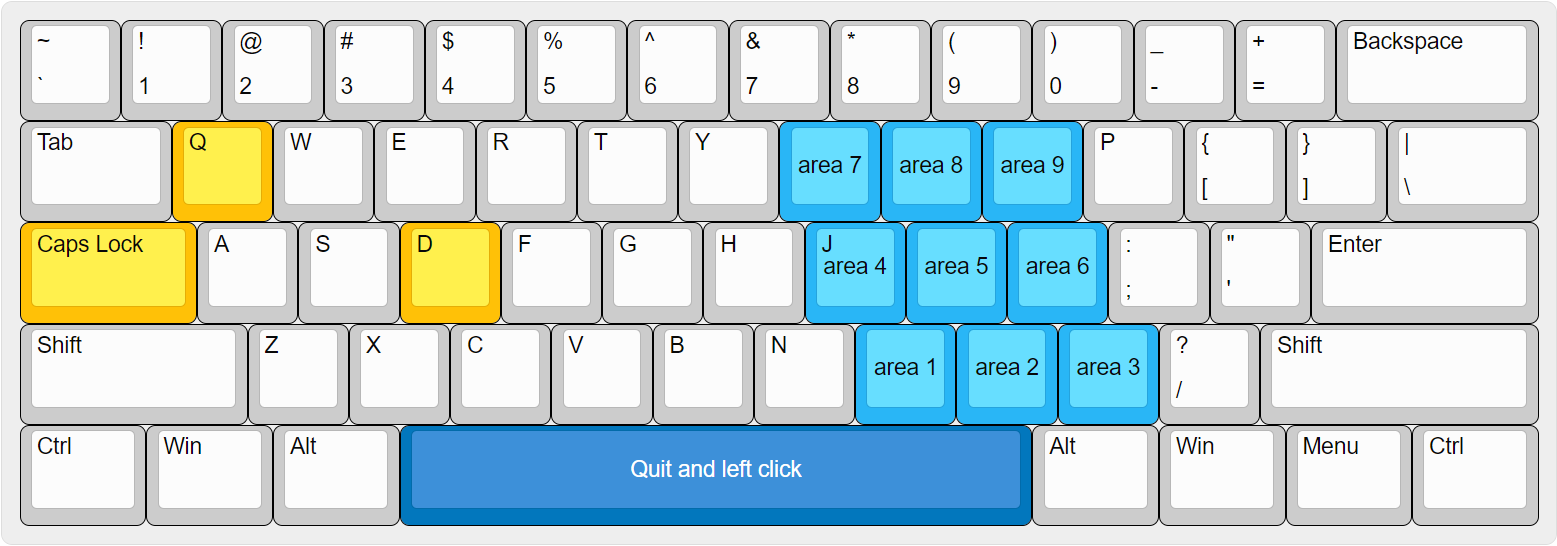 ~ ! @ # $ % ^ & * ( ) _ + Backspace
` 1 2 3 4 5 6 7 8 9 0 - =
Tab Q W E R T Y area 7 area 8 area 9 P { } |
[ ] \
Caps Lock A S D F G H J : " Enter
area 4 area 5 area 6
; '
Shift Z X C V B N area 1 area 2 area 3 ? Shift
/
Ctrl Win Alt Quit and left click Alt Win Menu Ctrl